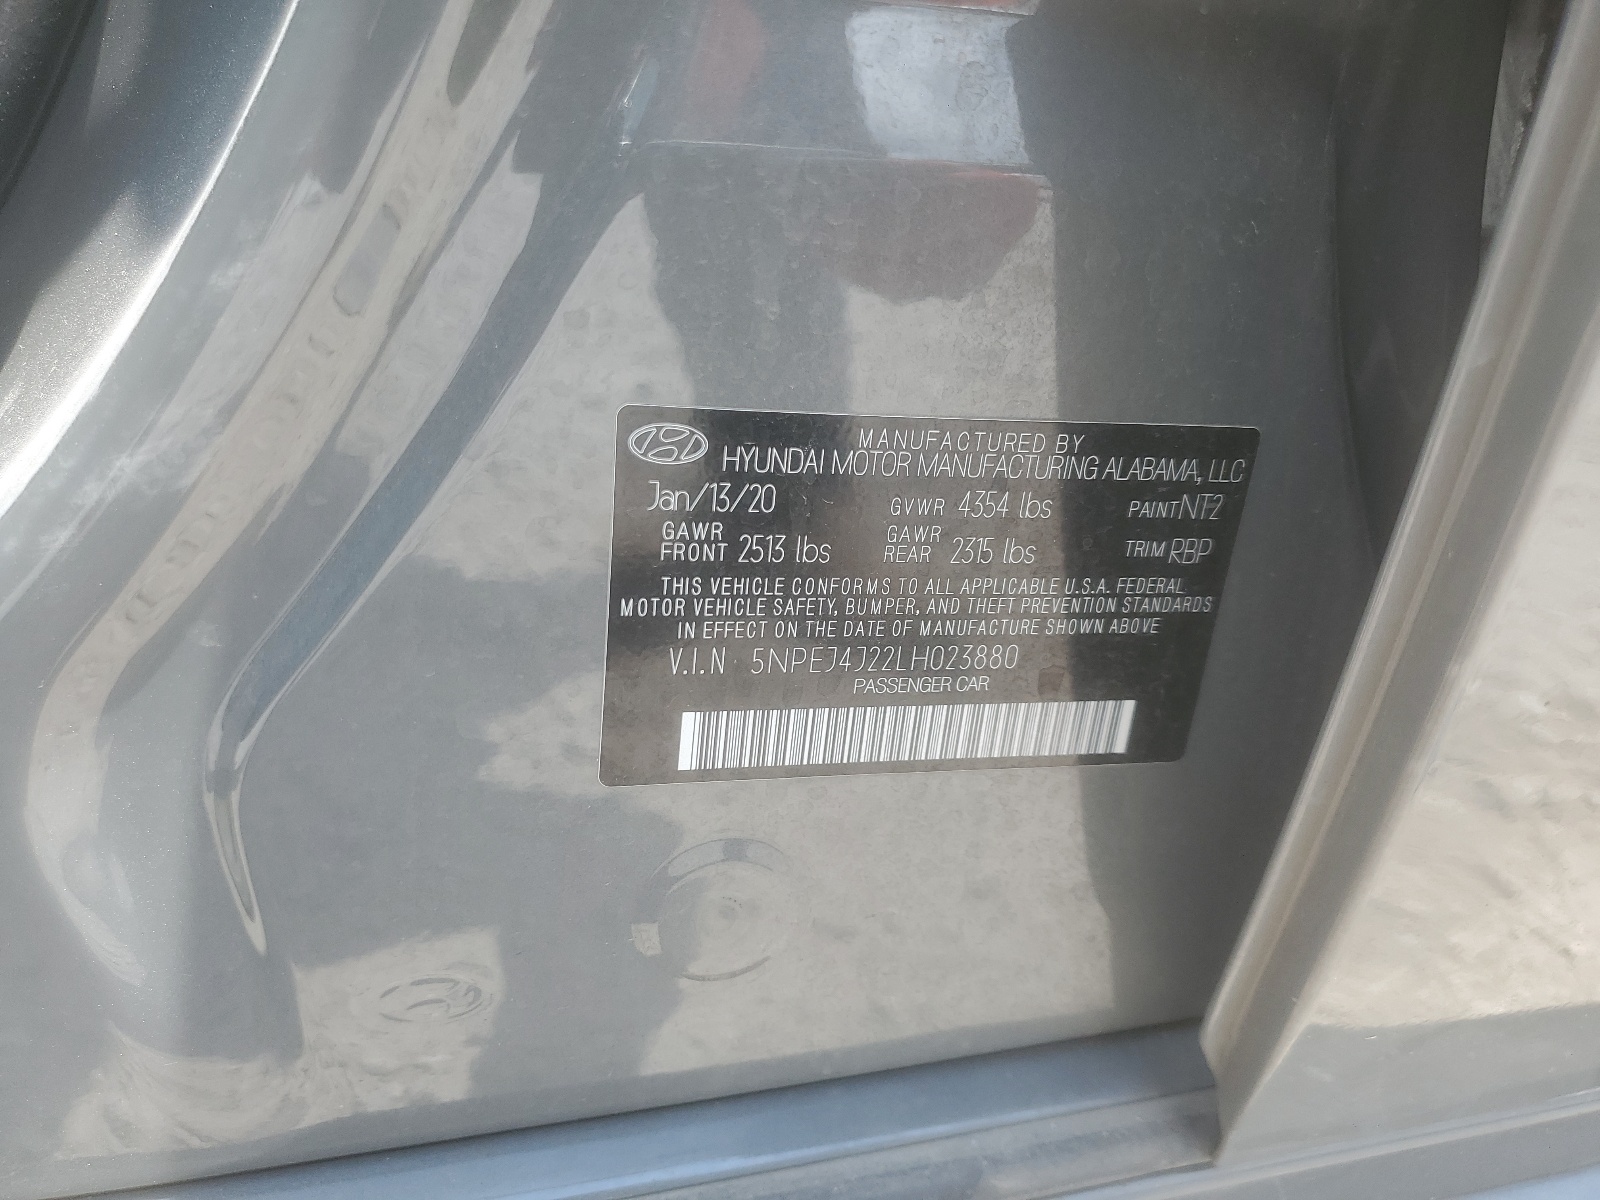 MANUFACTURED BY
HYUNDAI MOTOR MANUFACTURING ALABAMA, LLC
Jan/13/20 GVWR 4354 lbs PAINT NT2
GAWR FRONT 2513 lbs GAWR REAR 2315 lbs TRIM RBP
THIS VEHICLE CONFORMS TO ALL APPLICABLE U.S.A. FEDERAL
MOTOR VEHICLE SAFETY, BUMPER, AND THEFT PREVENTION STANDARDS
IN EFFECT ON THE DATE OF MANUFACTURE SHOWN ABOVE
V.I.N 5NPEJ4J22LH023880
PASSENGER CAR